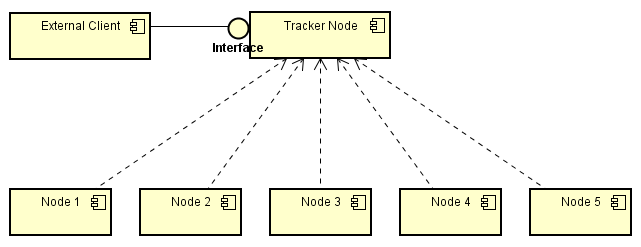 External Client
Tracker Node
Interface
Node 1
Node 2
Node 3
Node 4
Node 5